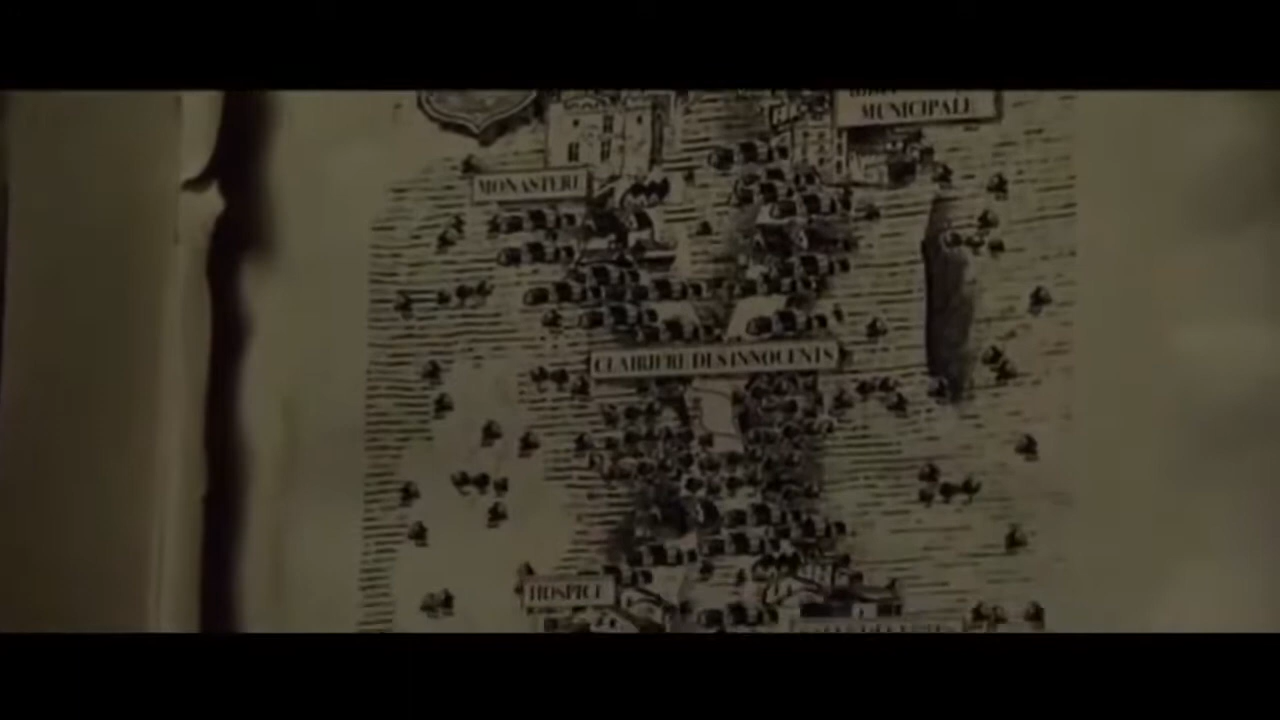 MUNICIPALE
MONASTERE
CLAIRIERE DES INNOCENTS
HOSPICE